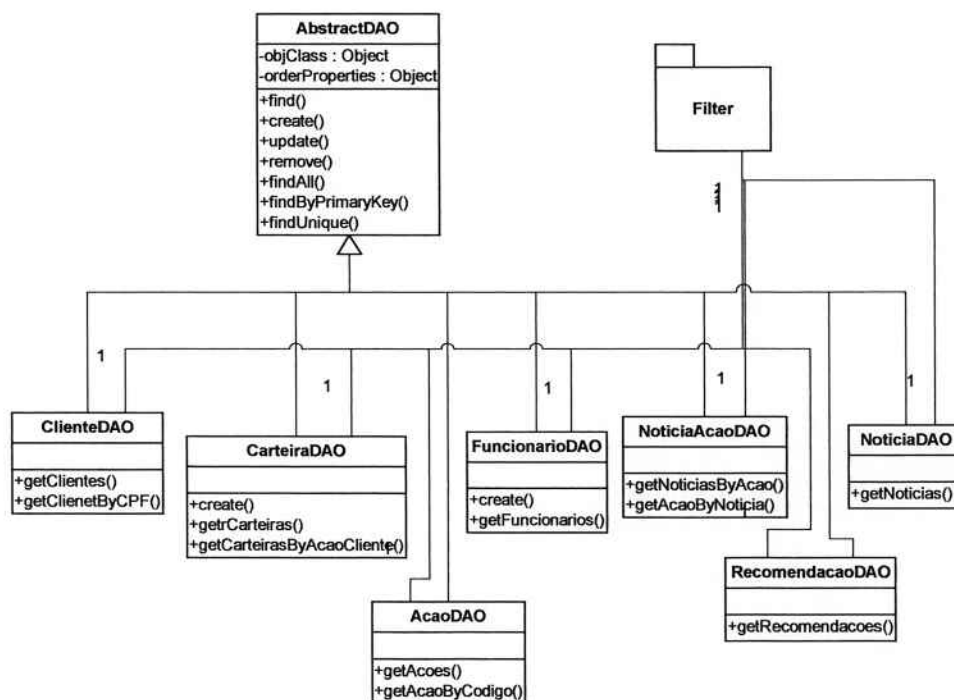 AbstractDAO
-objClass : Object
-orderProperties : Object
+find()
+create()
+update()
+remove()
+findAll()
+findByPrimaryKey()
+findUnique()
Filter
1
1
1
1
1
ClienteDAO
+getClientes()
+getClienetByCPF()
CarteiraDAO
+create()
+getrCarteiras()
+getCarteirasByAcaoCliente()
FuncionarioDAO
+create()
+getFuncionarios()
NoticiaAcaoDAO
+getNoticiasByAcao()
+getAcaoByNoticia()
NoticiaDAO
+getNoticias()
AcaoDAO
+getAcoes()
+getAcaoByCodigo()
RecomendacaoDAO
+getRecomendacoes()